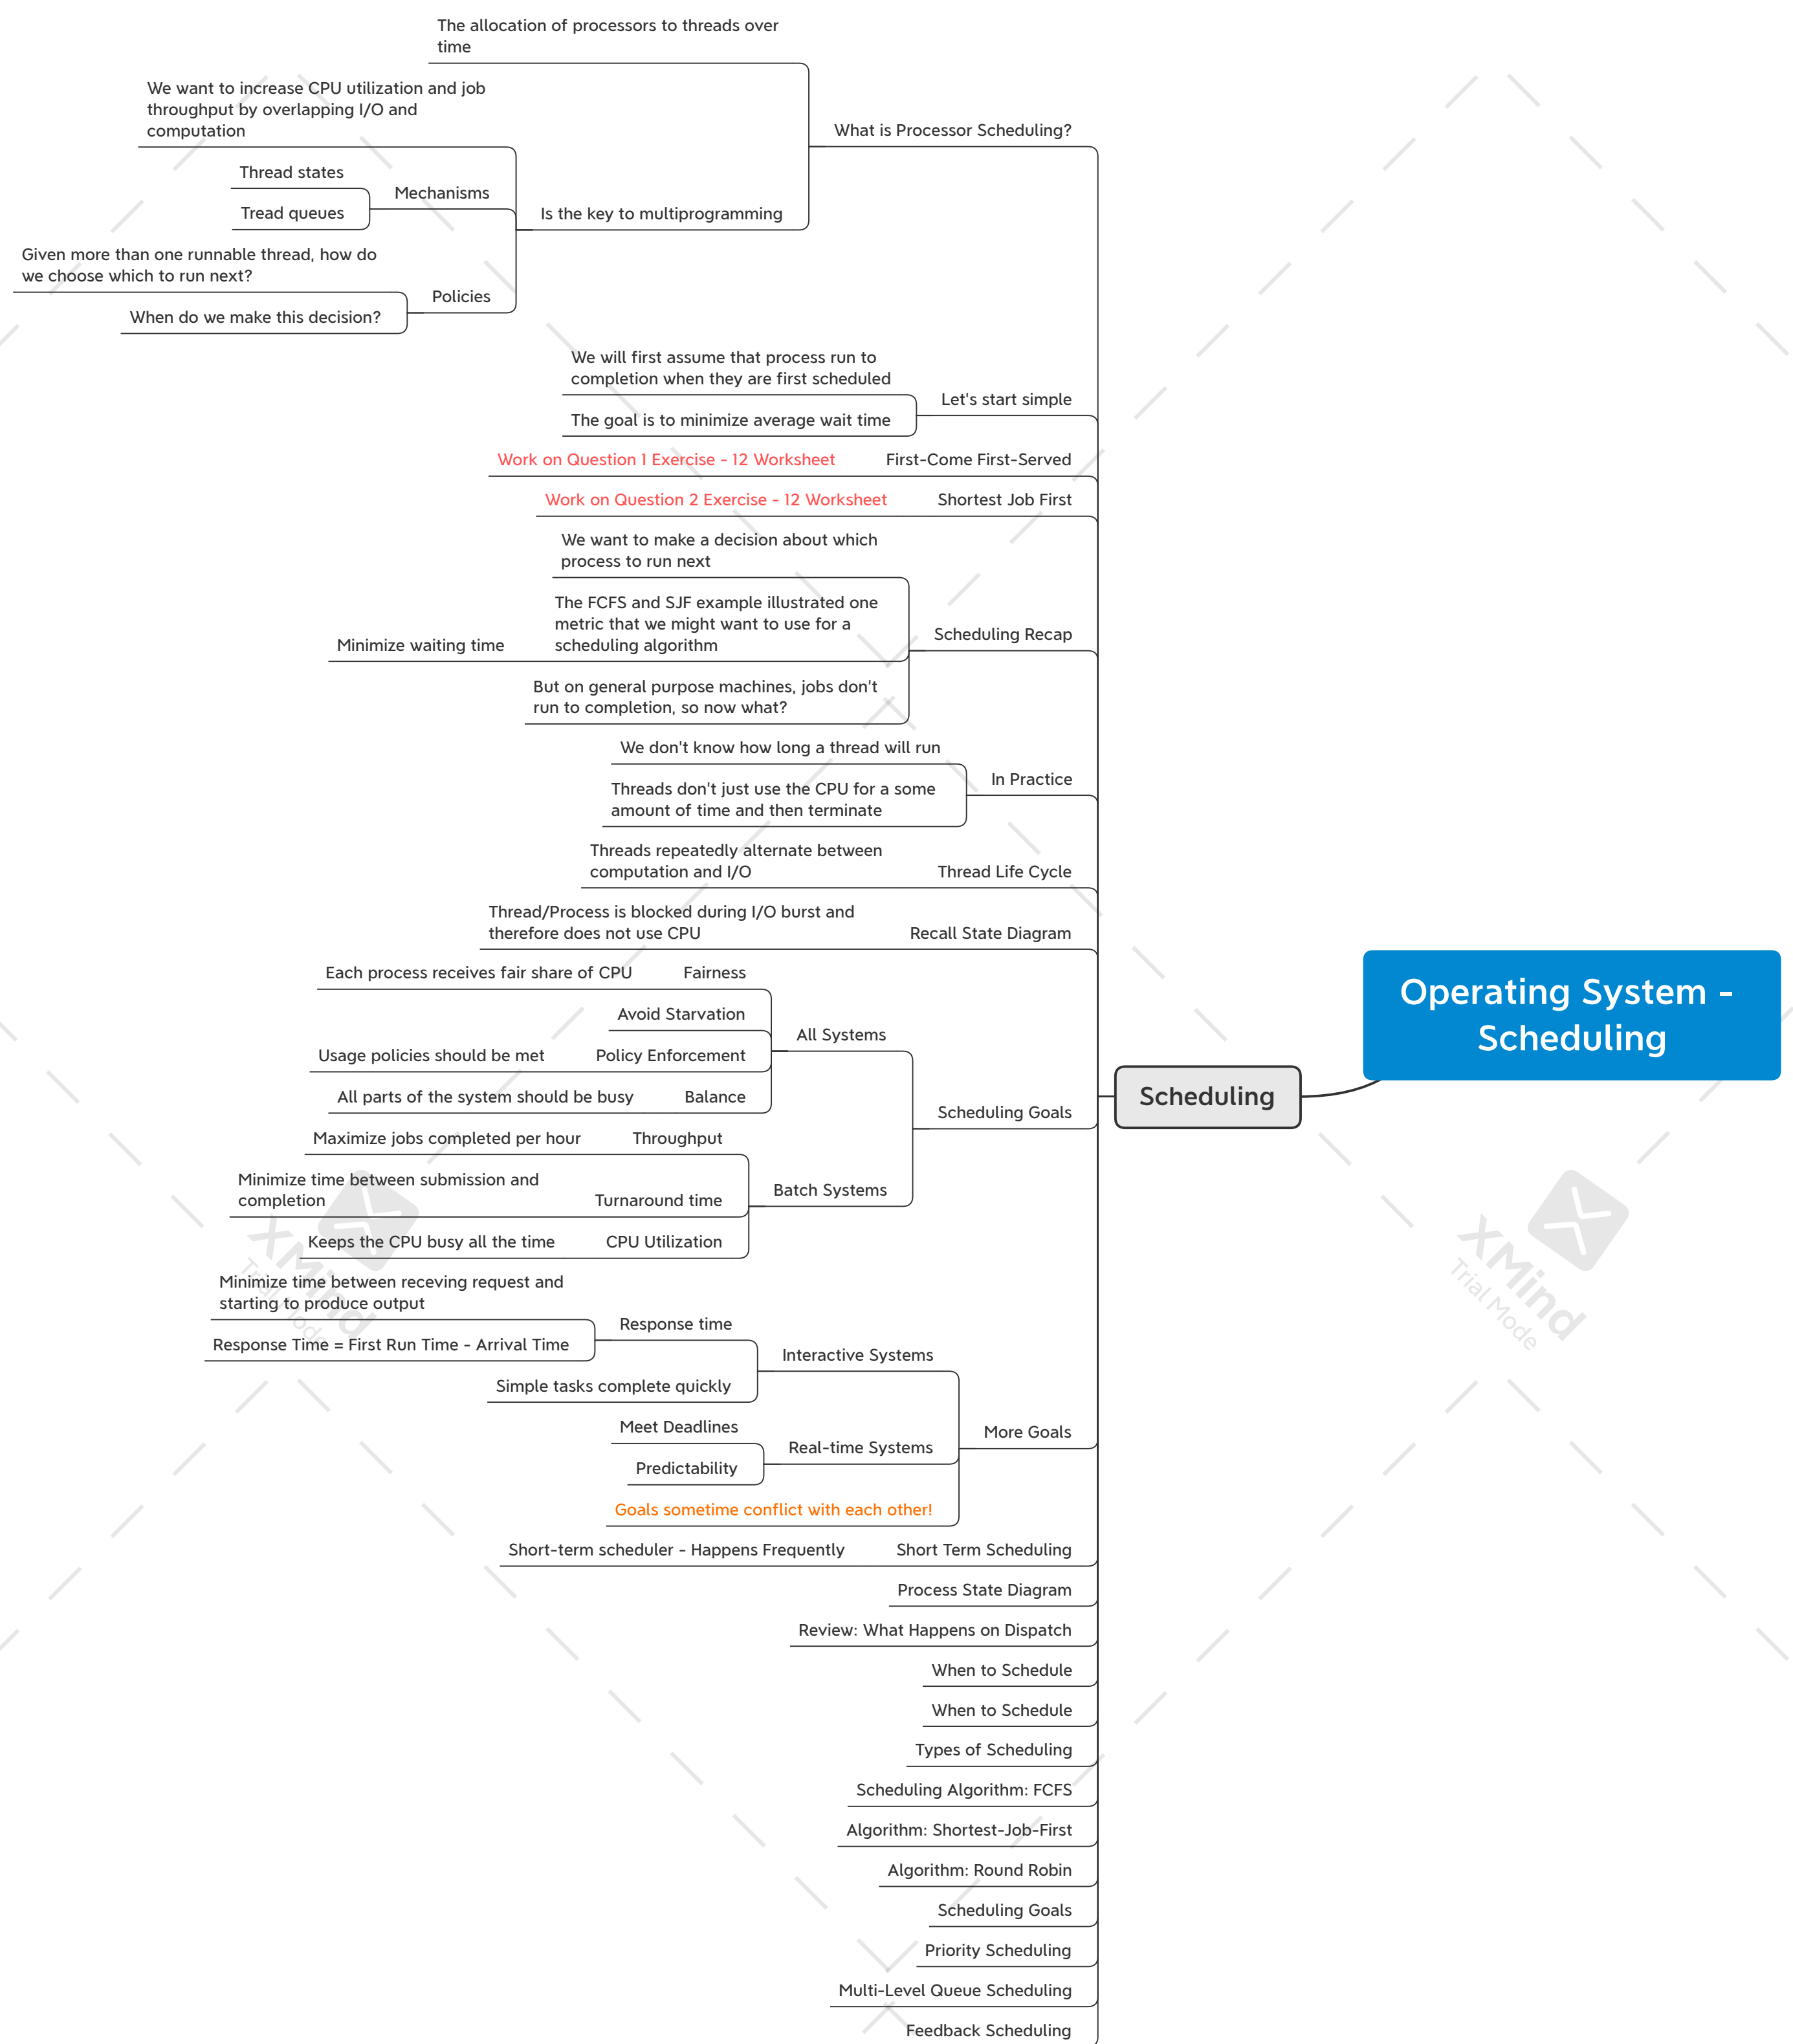 The allocation of processors to threads over
time
We want to increase CPU utilization and job
throughput by overlapping I/O and
computation
What is Processor Scheduling?
Thread states
Mechanisms
Tread queues
Is the key to multiprogramming
Given more than one runnable thread, how do
we choose which to run next?
Policies
When do we make this decision?
We will first assume that process run to
completion when they are first scheduled
Let's start simple
The goal is to minimize average wait time
Work on Question 1 Exercise - 12 Worksheet
First-Come First-Served
Work on Question 2 Exercise - 12 Worksheet
Shortest Job First
We want to make a decision about which
process to run next
The FCFS and SJF example illustrated one
metric that we might want to use for a
scheduling algorithm
Minimize waiting time
Scheduling Recap
But on general purpose machines, jobs don't
run to completion, so now what?
We don't know how long a thread will run
In Practice
Threads don't just use the CPU for a some
amount of time and then terminate
Threads repeatedly alternate between
computation and I/O
Thread Life Cycle
Thread/Process is blocked during I/O burst and
therefore does not use CPU
Recall State Diagram
Each process receives fair share of CPU
Fairness
Avoid Starvation
All Systems
Usage policies should be met
Policy Enforcement
All parts of the system should be busy
Balance
Operating System -
Scheduling
Scheduling
Scheduling Goals
Maximize jobs completed per hour
Throughput
Minimize time between submission and
completion
Turnaround time
Batch Systems
Keeps the CPU busy all the time
CPU Utilization
Minimize time between receving request and
starting to produce output
Response time
Response Time = First Run Time - Arrival Time
Interactive Systems
Simple tasks complete quickly
Meet Deadlines
Real-time Systems
Predictability
More Goals
Goals sometime conflict with each other!
Short-term scheduler - Happens Frequently
Short Term Scheduling
Process State Diagram
Review: What Happens on Dispatch
When to Schedule
When to Schedule
Types of Scheduling
Scheduling Algorithm: FCFS
Algorithm: Shortest-Job-First
Algorithm: Round Robin
Scheduling Goals
Priority Scheduling
Multi-Level Queue Scheduling
Feedback Scheduling
XMind
Trial Mode
XMind
Trial Mode